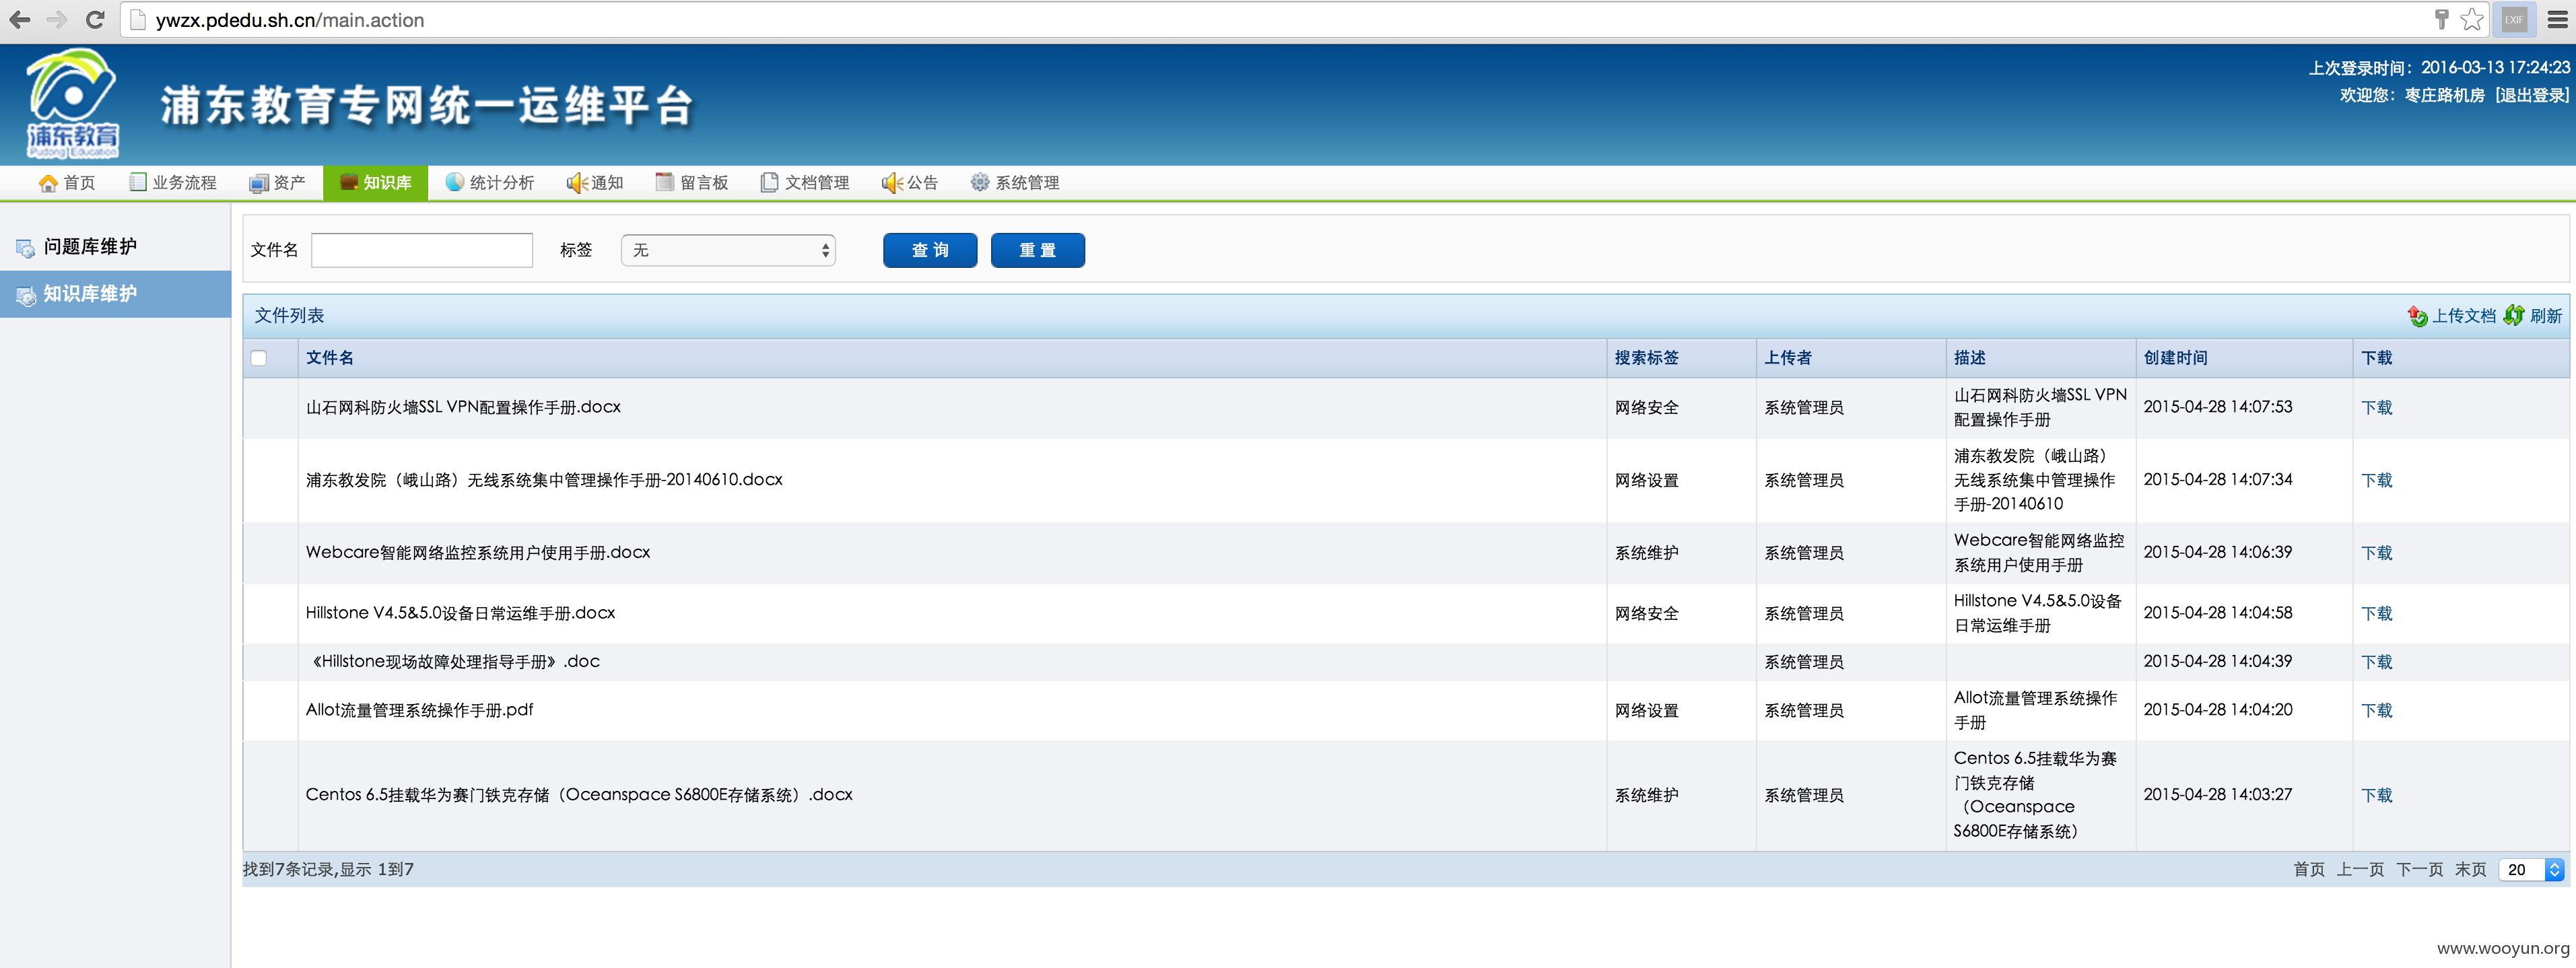 ywzx.pdedu.sh.cn/main.action
EXIF
浦东教育
Pudong Education
浦东教育专网统一运维平台
上次登录时间：2016-03-13 17:24:23
欢迎您：枣庄路机房 [退出登录]
首页 业务流程 资产 知识库 统计分析 通知 留言板 文档管理 公告 系统管理
问题库维护
知识库维护
文件名 标签 无 查 询 重 置
文件列表 上传文档 刷新
文件名 搜索标签 上传者 描述 创建时间 下载
山石网科防火墙SSL VPN配置操作手册.docx 网络安全 系统管理员 山石网科防火墙SSL VPN
配置操作手册 2015-04-28 14:07:53 下载
浦东教发院（峨山路）无线系统集中管理操作手册-20140610.docx 网络设置 系统管理员 浦东教发院（峨山路）
无线系统集中管理操作
手册-20140610 2015-04-28 14:07:34 下载
Webcare智能网络监控系统用户使用手册.docx 系统维护 系统管理员 Webcare智能网络监控
系统用户使用手册 2015-04-28 14:06:39 下载
Hillstone V4.5&5.0设备日常运维手册.docx 网络安全 系统管理员 Hillstone V4.5&5.0设备
日常运维手册 2015-04-28 14:04:58 下载
《Hillstone现场故障处理指导手册》.doc 系统管理员 2015-04-28 14:04:39 下载
Allot流量管理系统操作手册.pdf 网络设置 系统管理员 Allot流量管理系统操作
手册 2015-04-28 14:04:20 下载
Centos 6.5挂载华为赛门铁克存储（Oceanspace S6800E存储系统）.docx 系统维护 系统管理员 Centos 6.5挂载华为赛
门铁克存储
（Oceanspace
S6800E存储系统） 2015-04-28 14:03:27 下载
找到7条记录,显示 1到7 首页 上一页 下一页 末页 20
www.wooyun.org